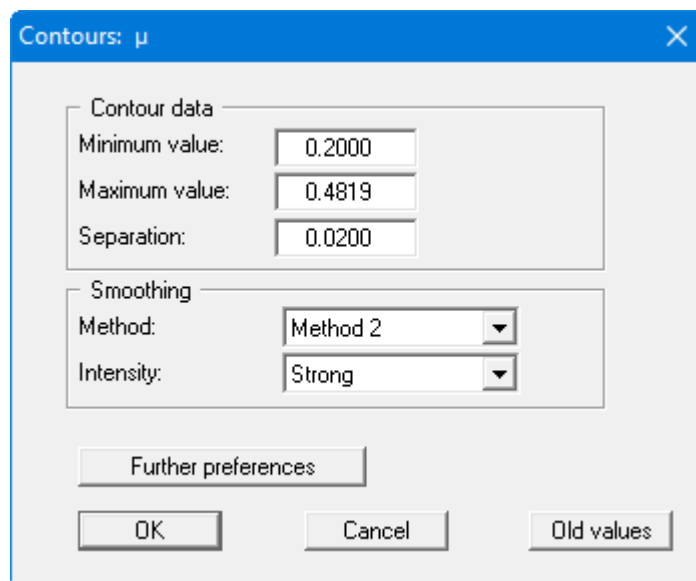 Contours: µ
Contour data
Minimum value: 0.2000
Maximum value: 0.4819
Separation: 0.0200
Smoothing
Method: Method 2
Intensity: Strong
Further preferences
OK Cancel Old values